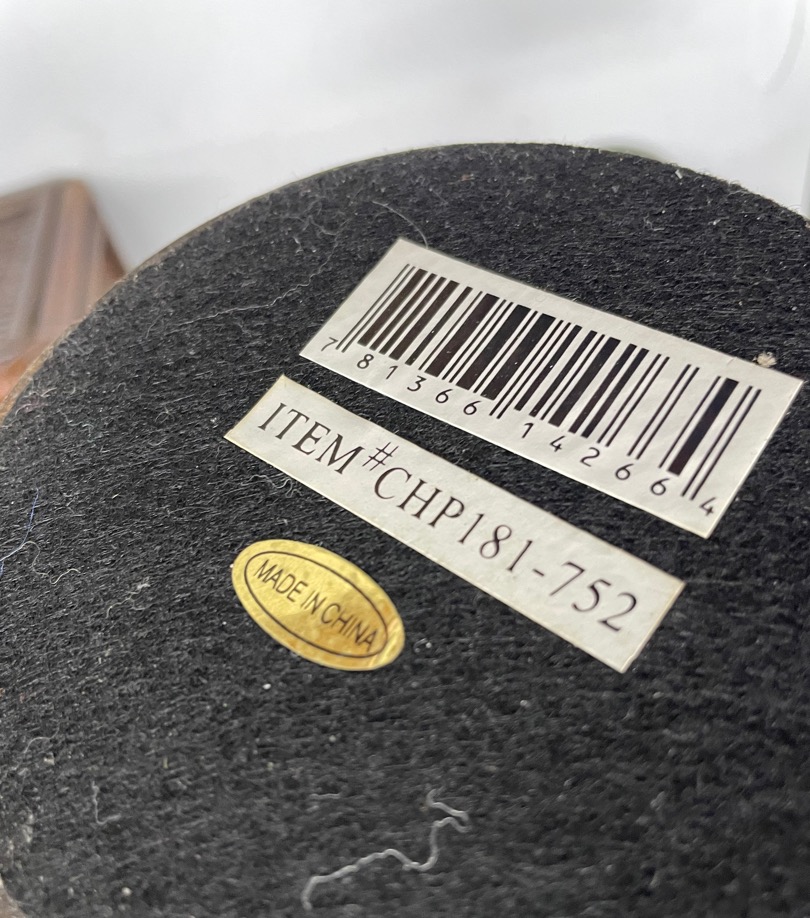 7 81366 14266 4
ITEM #CHP181-752
MADE IN CHINA